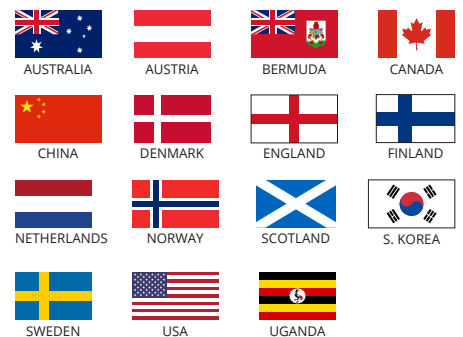 AUSTRALIA
AUSTRIA
BERMUDA
CANADA
CHINA
DENMARK
ENGLAND
FINLAND
NETHERLANDS
NORWAY
SCOTLAND
S. KOREA
SWEDEN
USA
UGANDA